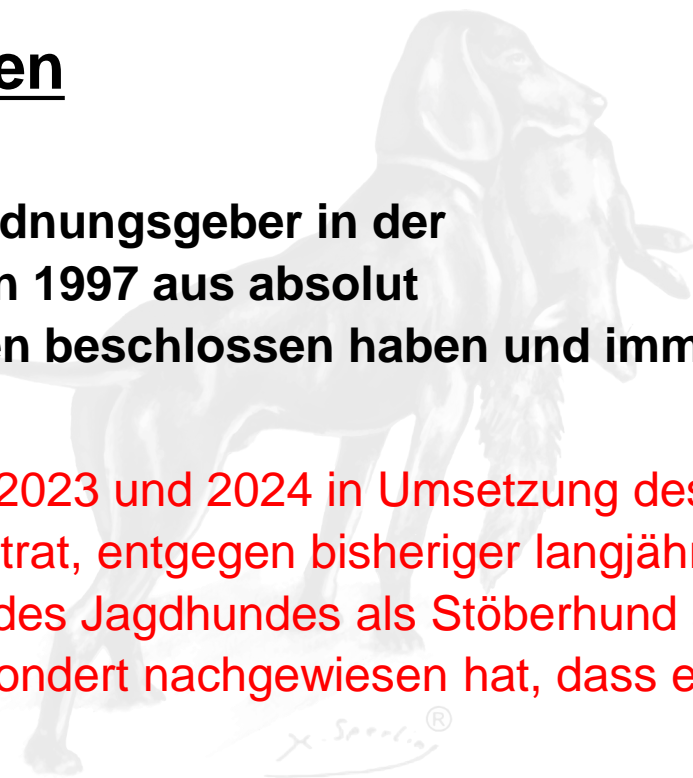 en
dnungsgeber in der
n 1997 aus absolut
en beschlossen haben und imm
2023 und 2024 in Umsetzung des
trat, entgegen bisheriger langjähr
des Jagdhundes als Stöberhund
ondert nachgewiesen hat, dass e
X. Sperling ®